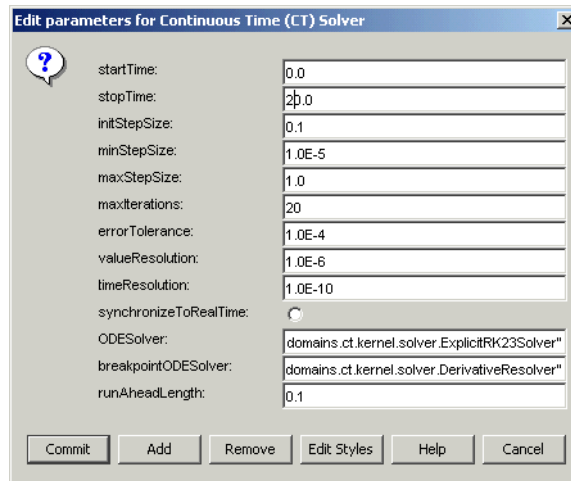 Edit parameters for Continuous Time (CT) Solver
startTime: 0.0
stopTime: 20.0
initStepSize: 0.1
minStepSize: 1.0E-5
maxStepSize: 1.0
maxIterations: 20
errorTolerance: 1.0E-4
valueResolution: 1.0E-6
timeResolution: 1.0E-10
synchronizeToRealTime:
ODESolver: domains.ct.kernel.solver.ExplicitRK23Solver"
breakpointODESolver: domains.ct.kernel.solver.DerivativeResolver"
runAheadLength: 0.1
Commit Add Remove Edit Styles Help Cancel